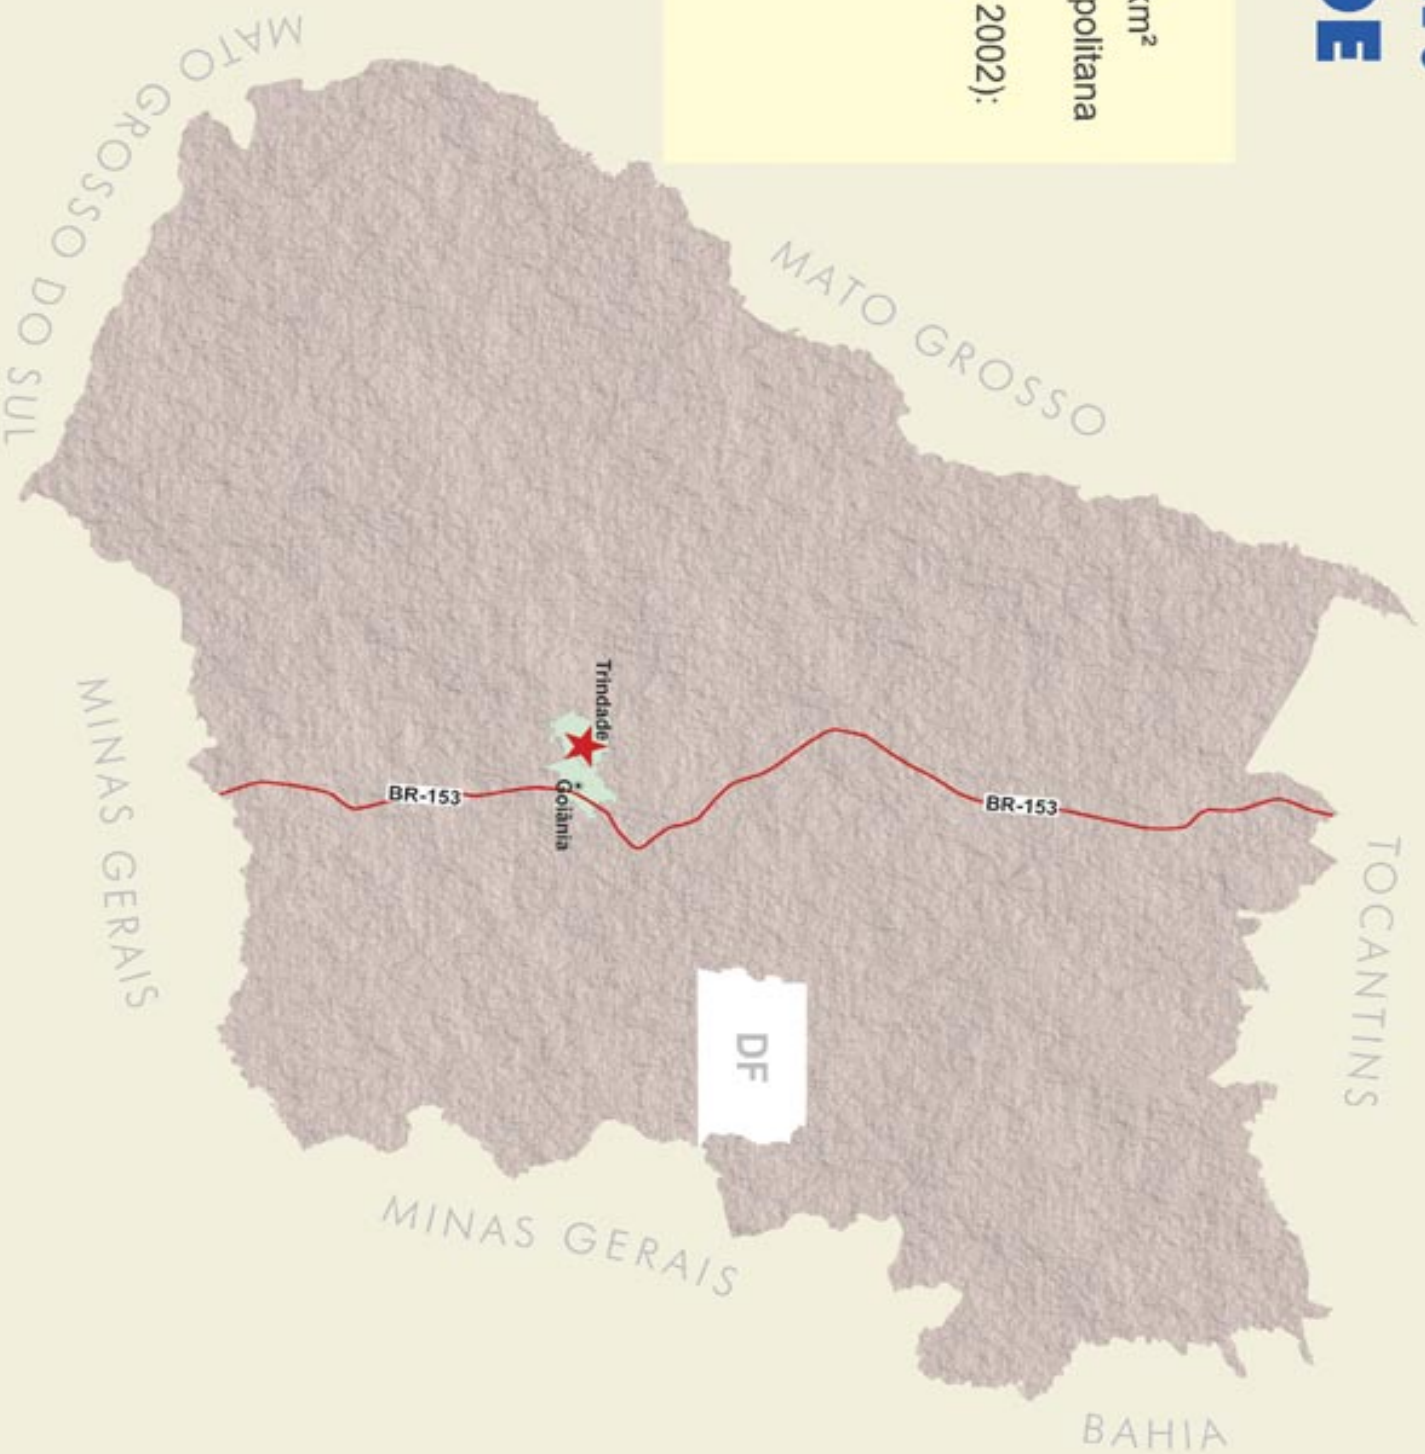 DE
km²
politana
2002):
TOCANTINS
BAHIA
MATO GROSSO
BR-153
DF
Trindade
Goiânia
BR-153
MINAS GERAIS
MINAS GERAIS
MATO GROSSO DO SUL